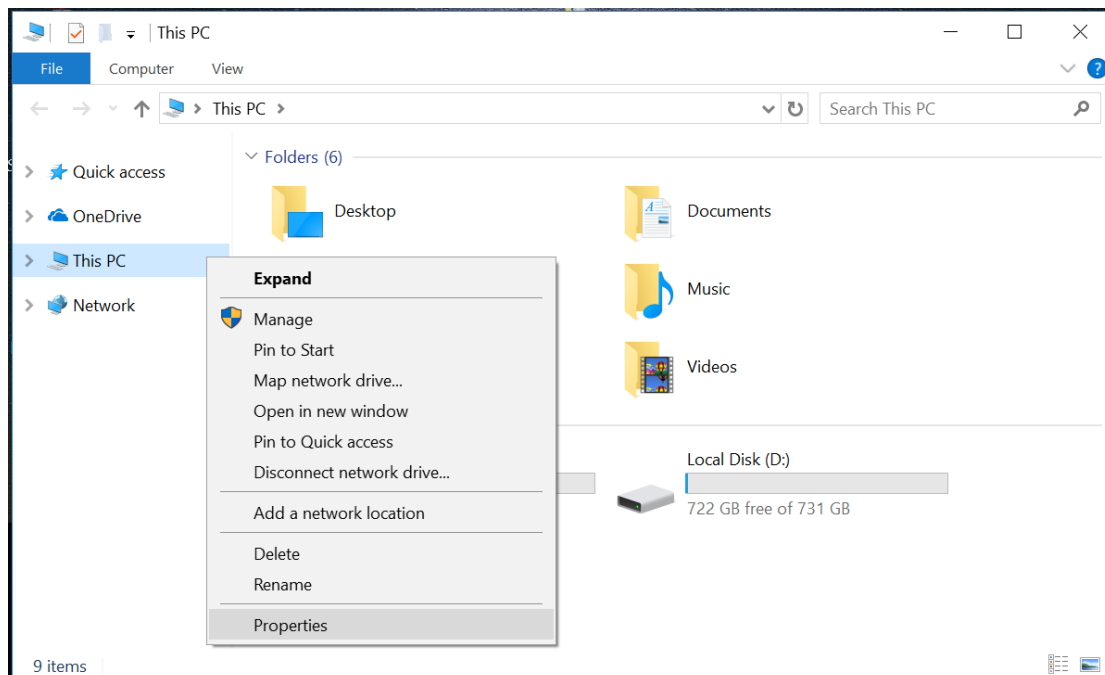 This PC
File Computer View ?
This PC
Search This PC
Quick access
OneDrive
This PC
Network
Folders (6)
Desktop
Documents
Music
Videos
Local Disk (D:)
722 GB free of 731 GB
Expand
Manage
Pin to Start
Map network drive...
Open in new window
Pin to Quick access
Disconnect network drive...
Add a network location
Delete
Rename
Properties
9 items